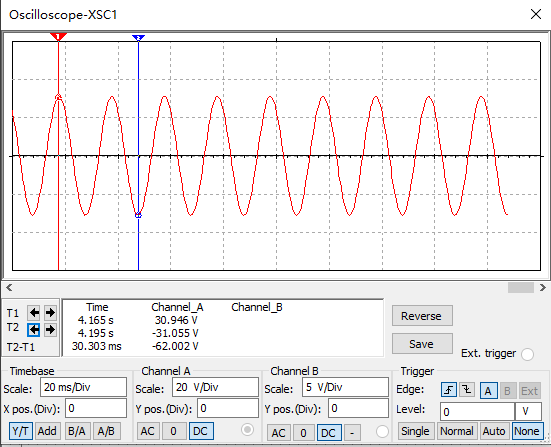 Oscilloscope-XSC1
1
2
T1
T2
T2-T1
Time Channel_A Channel_B
4.165 s 30.946 V
4.195 s -31.055 V
30.303 ms -62.002 V
Reverse
Save
Ext. trigger
Timebase
Scale: 20 ms/Div
X pos.(Div): 0
Y/T Add B/A A/B
Channel A
Scale: 20 V/Div
Y pos.(Div): 0
AC 0 DC
Channel B
Scale: 5 V/Div
Y pos.(Div): 0
AC 0 DC -
Trigger
Edge: A B Ext
Level: 0 V
Single Normal Auto None